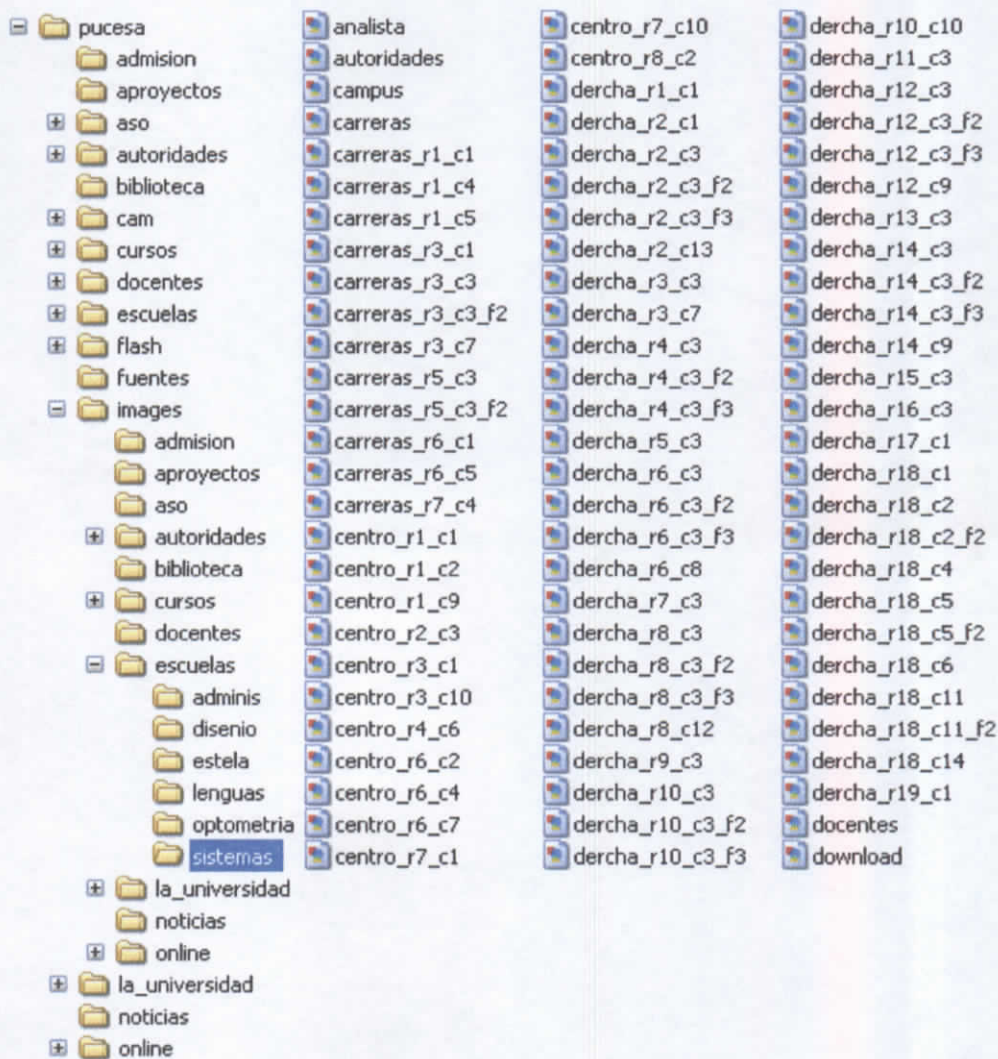 pucesa
admision
aproyectos
aso
autoridades
biblioteca
cam
cursos
docentes
escuelas
flash
fuentes
images
admision
aproyectos
aso
autoridades
biblioteca
cursos
docentes
escuelas
adminis
disenio
estela
lenguas
optometria
sistemas
la_universidad
noticias
online
la_universidad
noticias
online
analista
autoridades
campus
carreras
carreras_r1_c1
carreras_r1_c4
carreras_r1_c5
carreras_r3_c1
carreras_r3_c3
carreras_r3_c3_f2
carreras_r3_c7
carreras_r5_c3
carreras_r5_c3_f2
carreras_r6_c1
carreras_r6_c5
carreras_r7_c4
centro_r1_c1
centro_r1_c2
centro_r1_c9
centro_r2_c3
centro_r3_c1
centro_r3_c10
centro_r4_c6
centro_r6_c2
centro_r6_c4
centro_r6_c7
centro_r7_c1
centro_r7_c10
centro_r8_c2
dercha_r1_c1
dercha_r2_c1
dercha_r2_c3
dercha_r2_c3_f2
dercha_r2_c3_f3
dercha_r2_c13
dercha_r3_c3
dercha_r3_c7
dercha_r4_c3
dercha_r4_c3_f2
dercha_r4_c3_f3
dercha_r5_c3
dercha_r6_c3
dercha_r6_c3_f2
dercha_r6_c3_f3
dercha_r6_c8
dercha_r7_c3
dercha_r8_c3
dercha_r8_c3_f2
dercha_r8_c3_f3
dercha_r8_c12
dercha_r9_c3
dercha_r10_c3
dercha_r10_c3_f2
dercha_r10_c3_f3
dercha_r10_c10
dercha_r11_c3
dercha_r12_c3
dercha_r12_c3_f2
dercha_r12_c3_f3
dercha_r12_c9
dercha_r13_c3
dercha_r14_c3
dercha_r14_c3_f2
dercha_r14_c3_f3
dercha_r14_c9
dercha_r15_c3
dercha_r16_c3
dercha_r17_c1
dercha_r18_c1
dercha_r18_c2
dercha_r18_c2_f2
dercha_r18_c4
dercha_r18_c5
dercha_r18_c5_f2
dercha_r18_c6
dercha_r18_c11
dercha_r18_c11_f2
dercha_r18_c14
dercha_r19_c1
docentes
download